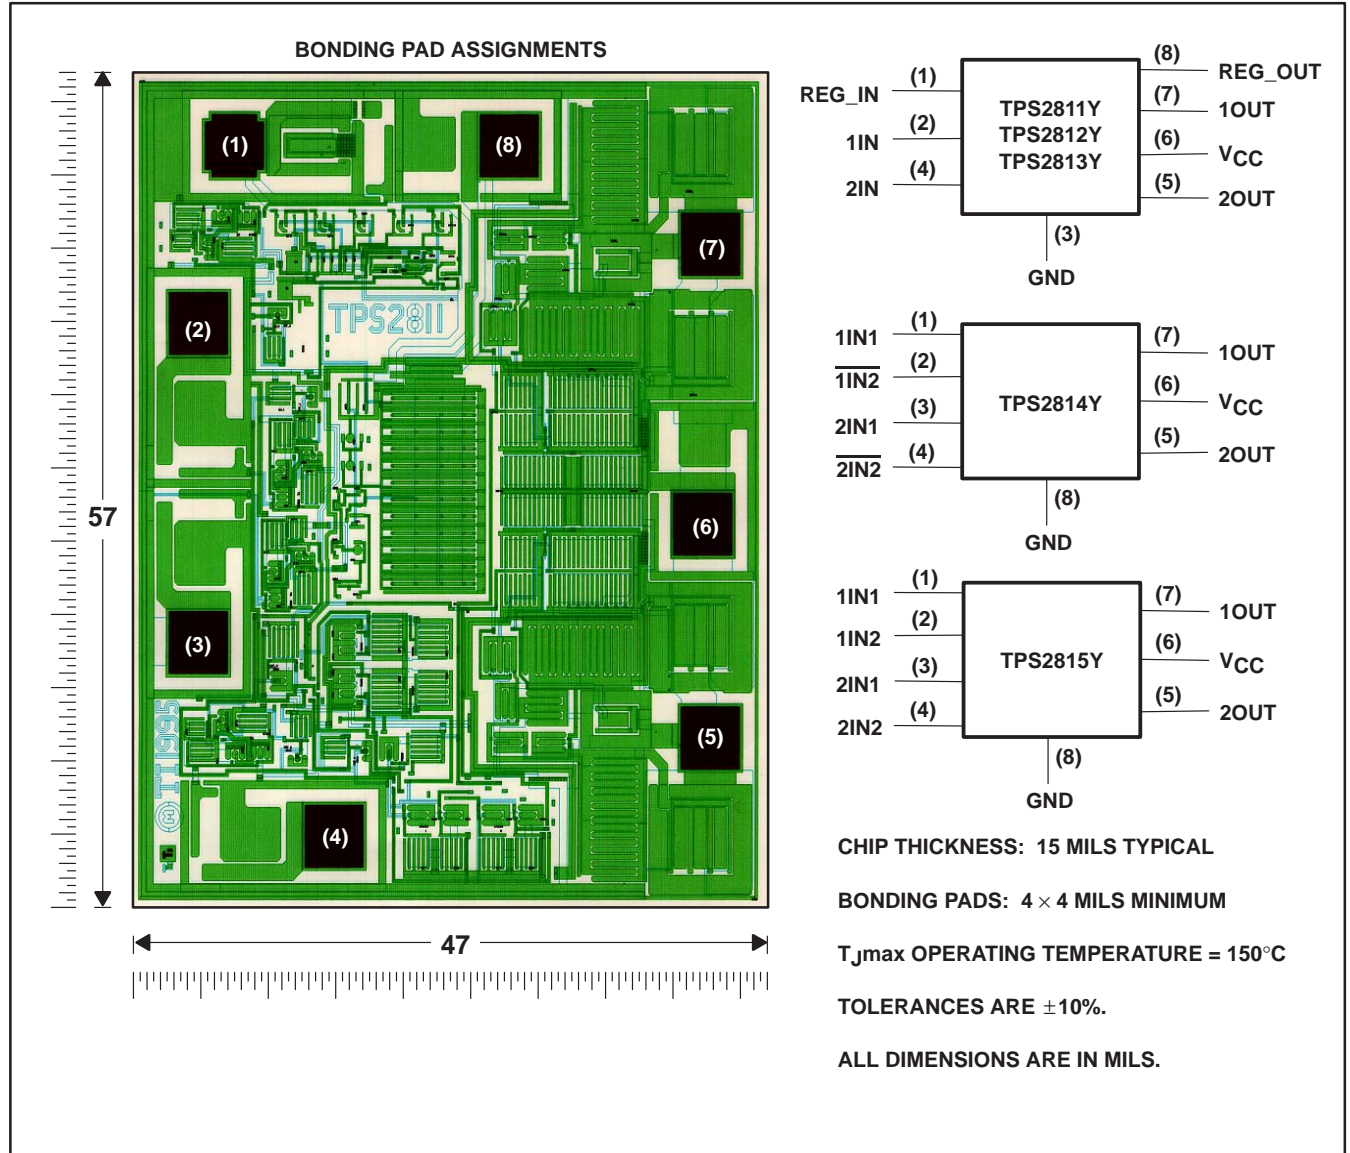 BONDING PAD ASSIGNMENTS
(1)
(8)
(7)
(2)
TPS2811
(6)
(3)
(5)
(4)
TI 1995
M
57
47
REG_IN
(1)
1IN
(2)
2IN
(4)
TPS2811Y
TPS2812Y
TPS2813Y
(8)
REG_OUT
(7)
1OUT
(6)
VCC
(5)
2OUT
(3)
GND
1IN1
(1)
1IN2
(2)
2IN1
(3)
2IN2
(4)
TPS2814Y
(7)
1OUT
(6)
VCC
(5)
2OUT
(8)
GND
1IN1
(1)
1IN2
(2)
2IN1
(3)
2IN2
(4)
TPS2815Y
(7)
1OUT
(6)
VCC
(5)
2OUT
(8)
GND
CHIP THICKNESS: 15 MILS TYPICAL
BONDING PADS: 4 × 4 MILS MINIMUM
TJmax OPERATING TEMPERATURE = 150°C
TOLERANCES ARE ±10%.
ALL DIMENSIONS ARE IN MILS.